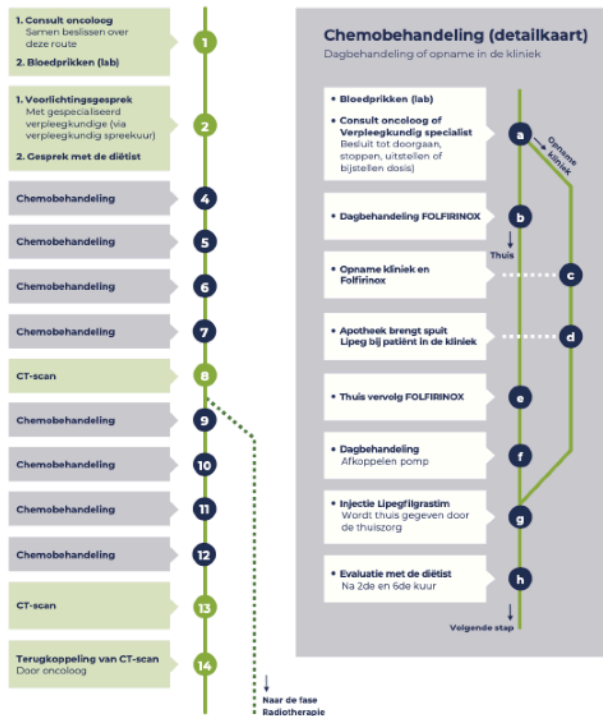 1. Consult oncoloog
Samen beslissen over
deze route
2. Bloedprikken (lab)
1
1. Voorlichtingsgesprek
Met gespecialiseerd
verpleegkundige (via
verpleegkundig spreekuur)
2. Gesprek met de diëtist
2
Chemobehandeling
4
Chemobehandeling
5
Chemobehandeling
6
Chemobehandeling
7
CT-scan
8
Chemobehandeling
9
Chemobehandeling
10
Chemobehandeling
11
Chemobehandeling
12
CT-scan
13
Terugkoppeling van CT-scan
Door oncoloog
14
Naar de fase
Radiotherapie
Chemobehandeling (detailkaart)
Dagbehandeling of opname in de kliniek
• Bloedprikken (lab)
• Consult oncoloog of
Verpleegkundig specialist
Besluit tot doorgaan,
stoppen, uitstellen of
bijstellen dosis)
a
Opname
kliniek
• Dagbehandeling FOLFIRINOX
b
Thuis
• Opname kliniek en
Folfirinox
c
• Apotheek brengt spuit
Lipeg bij patiënt in de kliniek
d
• Thuis vervolg FOLFIRINOX
e
• Dagbehandeling
Afkoppelen pomp
f
• Injectie Lipegfilgrastim
Wordt thuis gegeven door
de thuiszorg
g
• Evaluatie met de diëtist
Na 2de en 6de kuur
h
Volgende stap